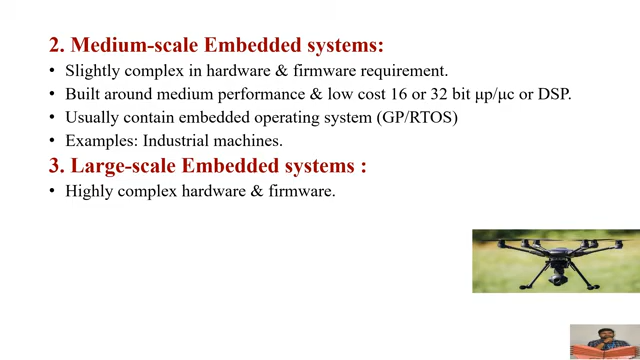 2. Medium-scale Embedded systems:
• Slightly complex in hardware & firmware requirement.
• Built around medium performance & low cost 16 or 32 bit μp/μc or DSP.
• Usually contain embedded operating system (GP/RTOS)
• Examples: Industrial machines.
3. Large-scale Embedded systems :
• Highly complex hardware & firmware.